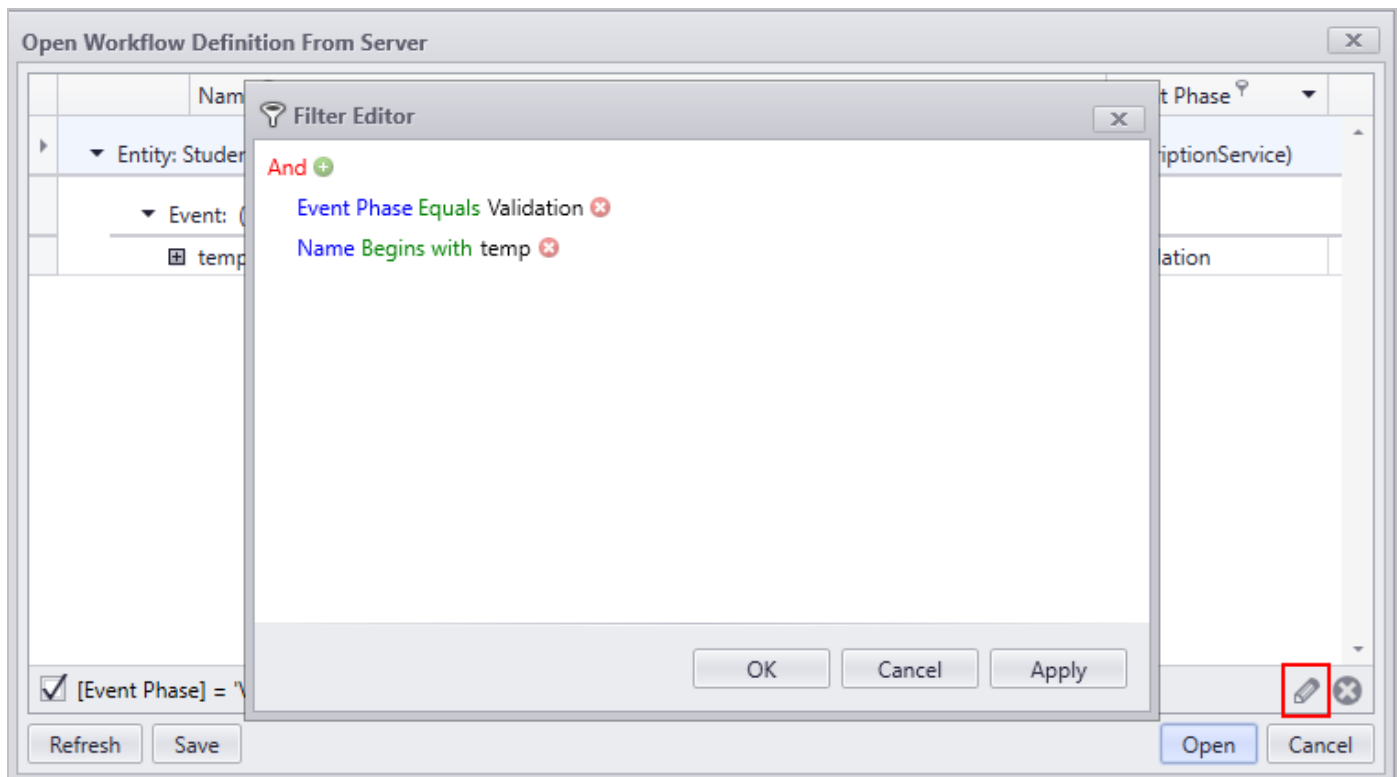 Open Workflow Definition From Server
Nam
t Phase
Filter Editor
Entity: Studer
riptionService)
And
Event Phase Equals Validation
Event: (
Name Begins with temp
temp
lation
OK Cancel Apply
[Event Phase] = '
Refresh Save Open Cancel